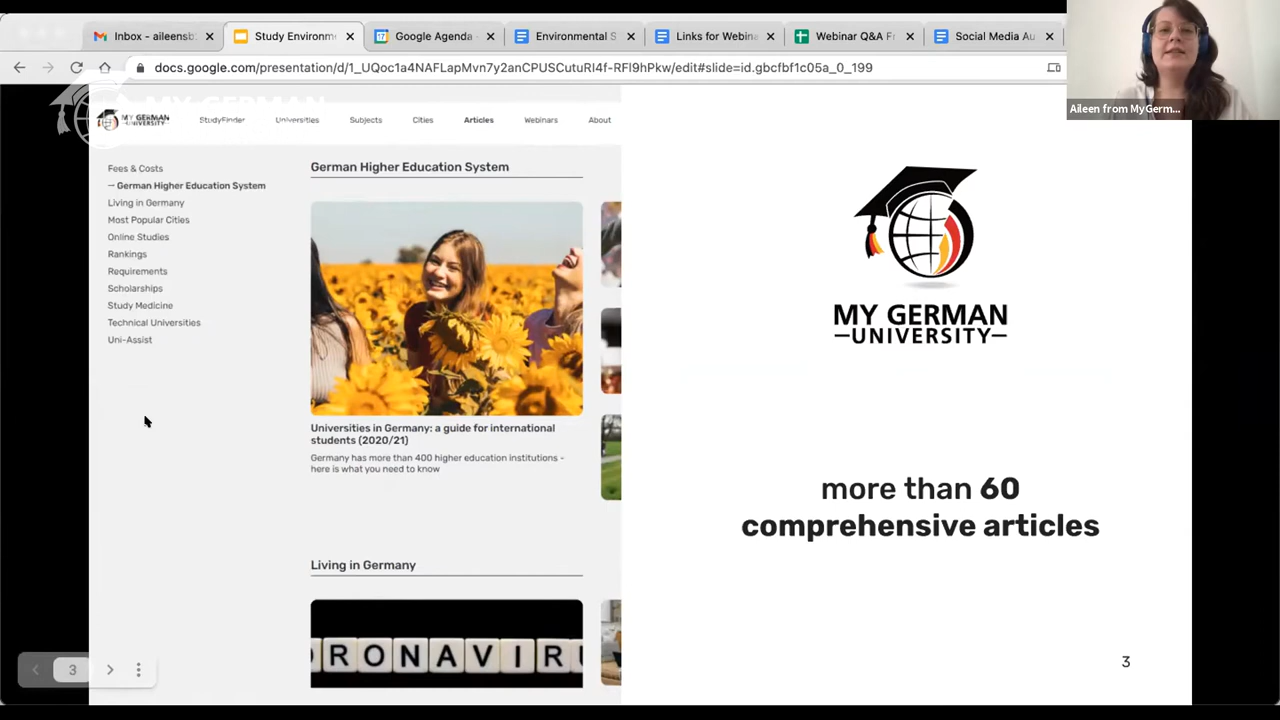 Inbox - aileensb
Study Environm
Google Agenda -
Environmental S
Links for Webina
Webinar Q&A Fr
Social Media Au
docs.google.com/presentation/d/1_UQoc1a4NAFLapMvn7y2anCPUSCutuRI4f-RFI9hPkw/edit#slide=id.gbcfbf1c05a_0_199
Aileen from MyGerm...
MY GERMAN
MY GERMAN
UNIVERSITY
StudyFinder
Universities
Subjects
Cities
Articles
Webinars
About
Fees & Costs
— German Higher Education System
Living in Germany
Most Popular Cities
Online Studies
Rankings
Requirements
Scholarships
Study Medicine
Technical Universities
Uni-Assist
German Higher Education System
Universities in Germany: a guide for international
students (2020/21)
Germany has more than 400 higher education institutions -
here is what you need to know
Living in Germany
ORONAVIRU
MY GERMAN
UNIVERSITY
more than 60
comprehensive articles
3
3